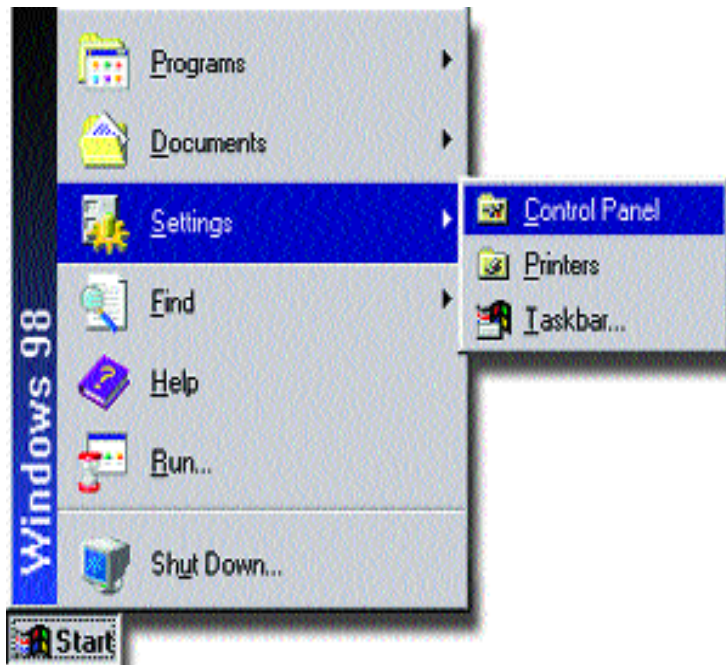 Programs
Documents
Settings
Find
Help
Run...
Shut Down...
Control Panel
Printers
Taskbar...
Windows 98
Start